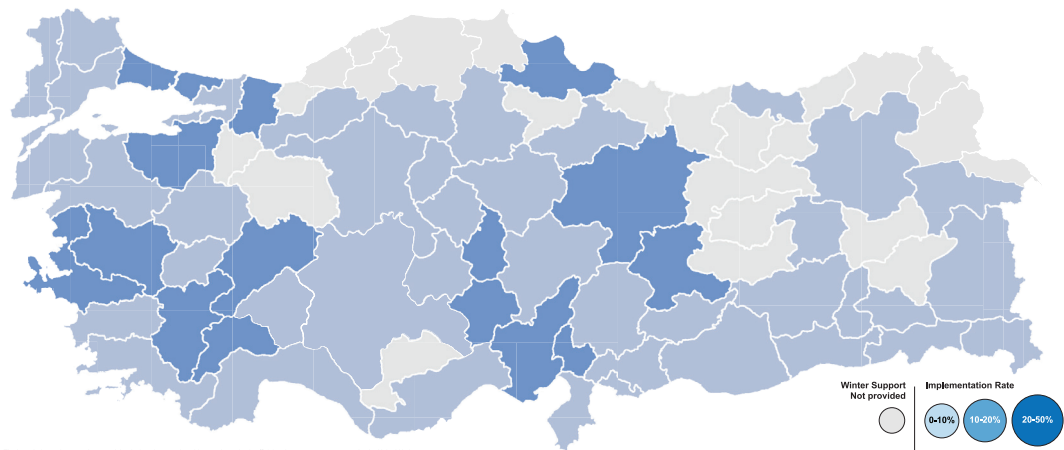 Winter Support
Not provided
Implementation Rate
0-10%
10-20%
20-50%